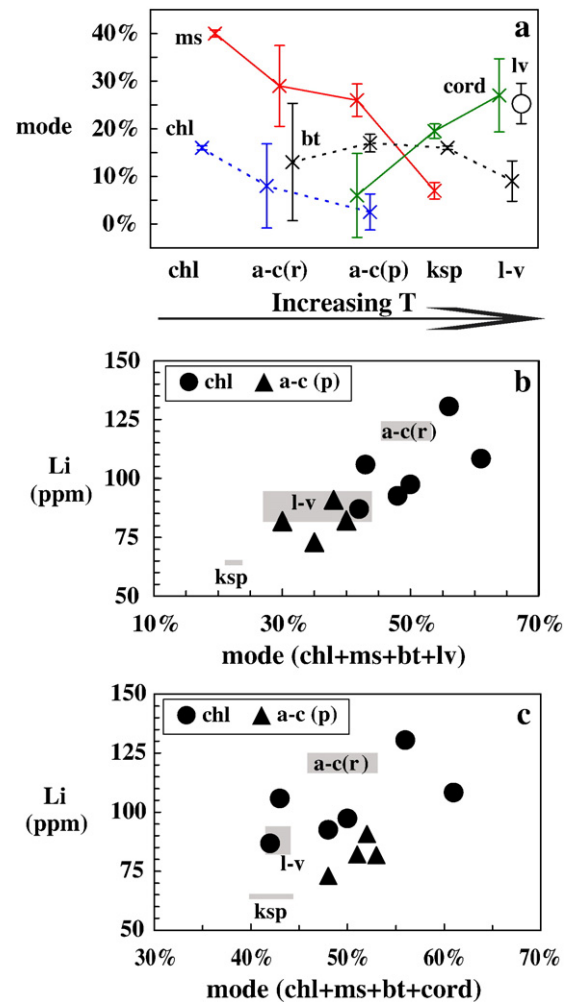 a
40%
30%
20%
10%
0%
mode
ms
chl
bt
cord
lv
chl a-c(r) a-c(p) ksp l-v
Increasing T
b
chl a-c (p)
150
125
100
75
50
Li
(ppm)
a-c(r)
l-v
ksp
10% 30% 50% 70%
mode (chl+ms+bt+lv)
c
chl a-c (p)
150
125
100
75
50
Li
(ppm)
a-c(r)
l-v
ksp
30% 40% 50% 60% 70%
mode (chl+ms+bt+cord)